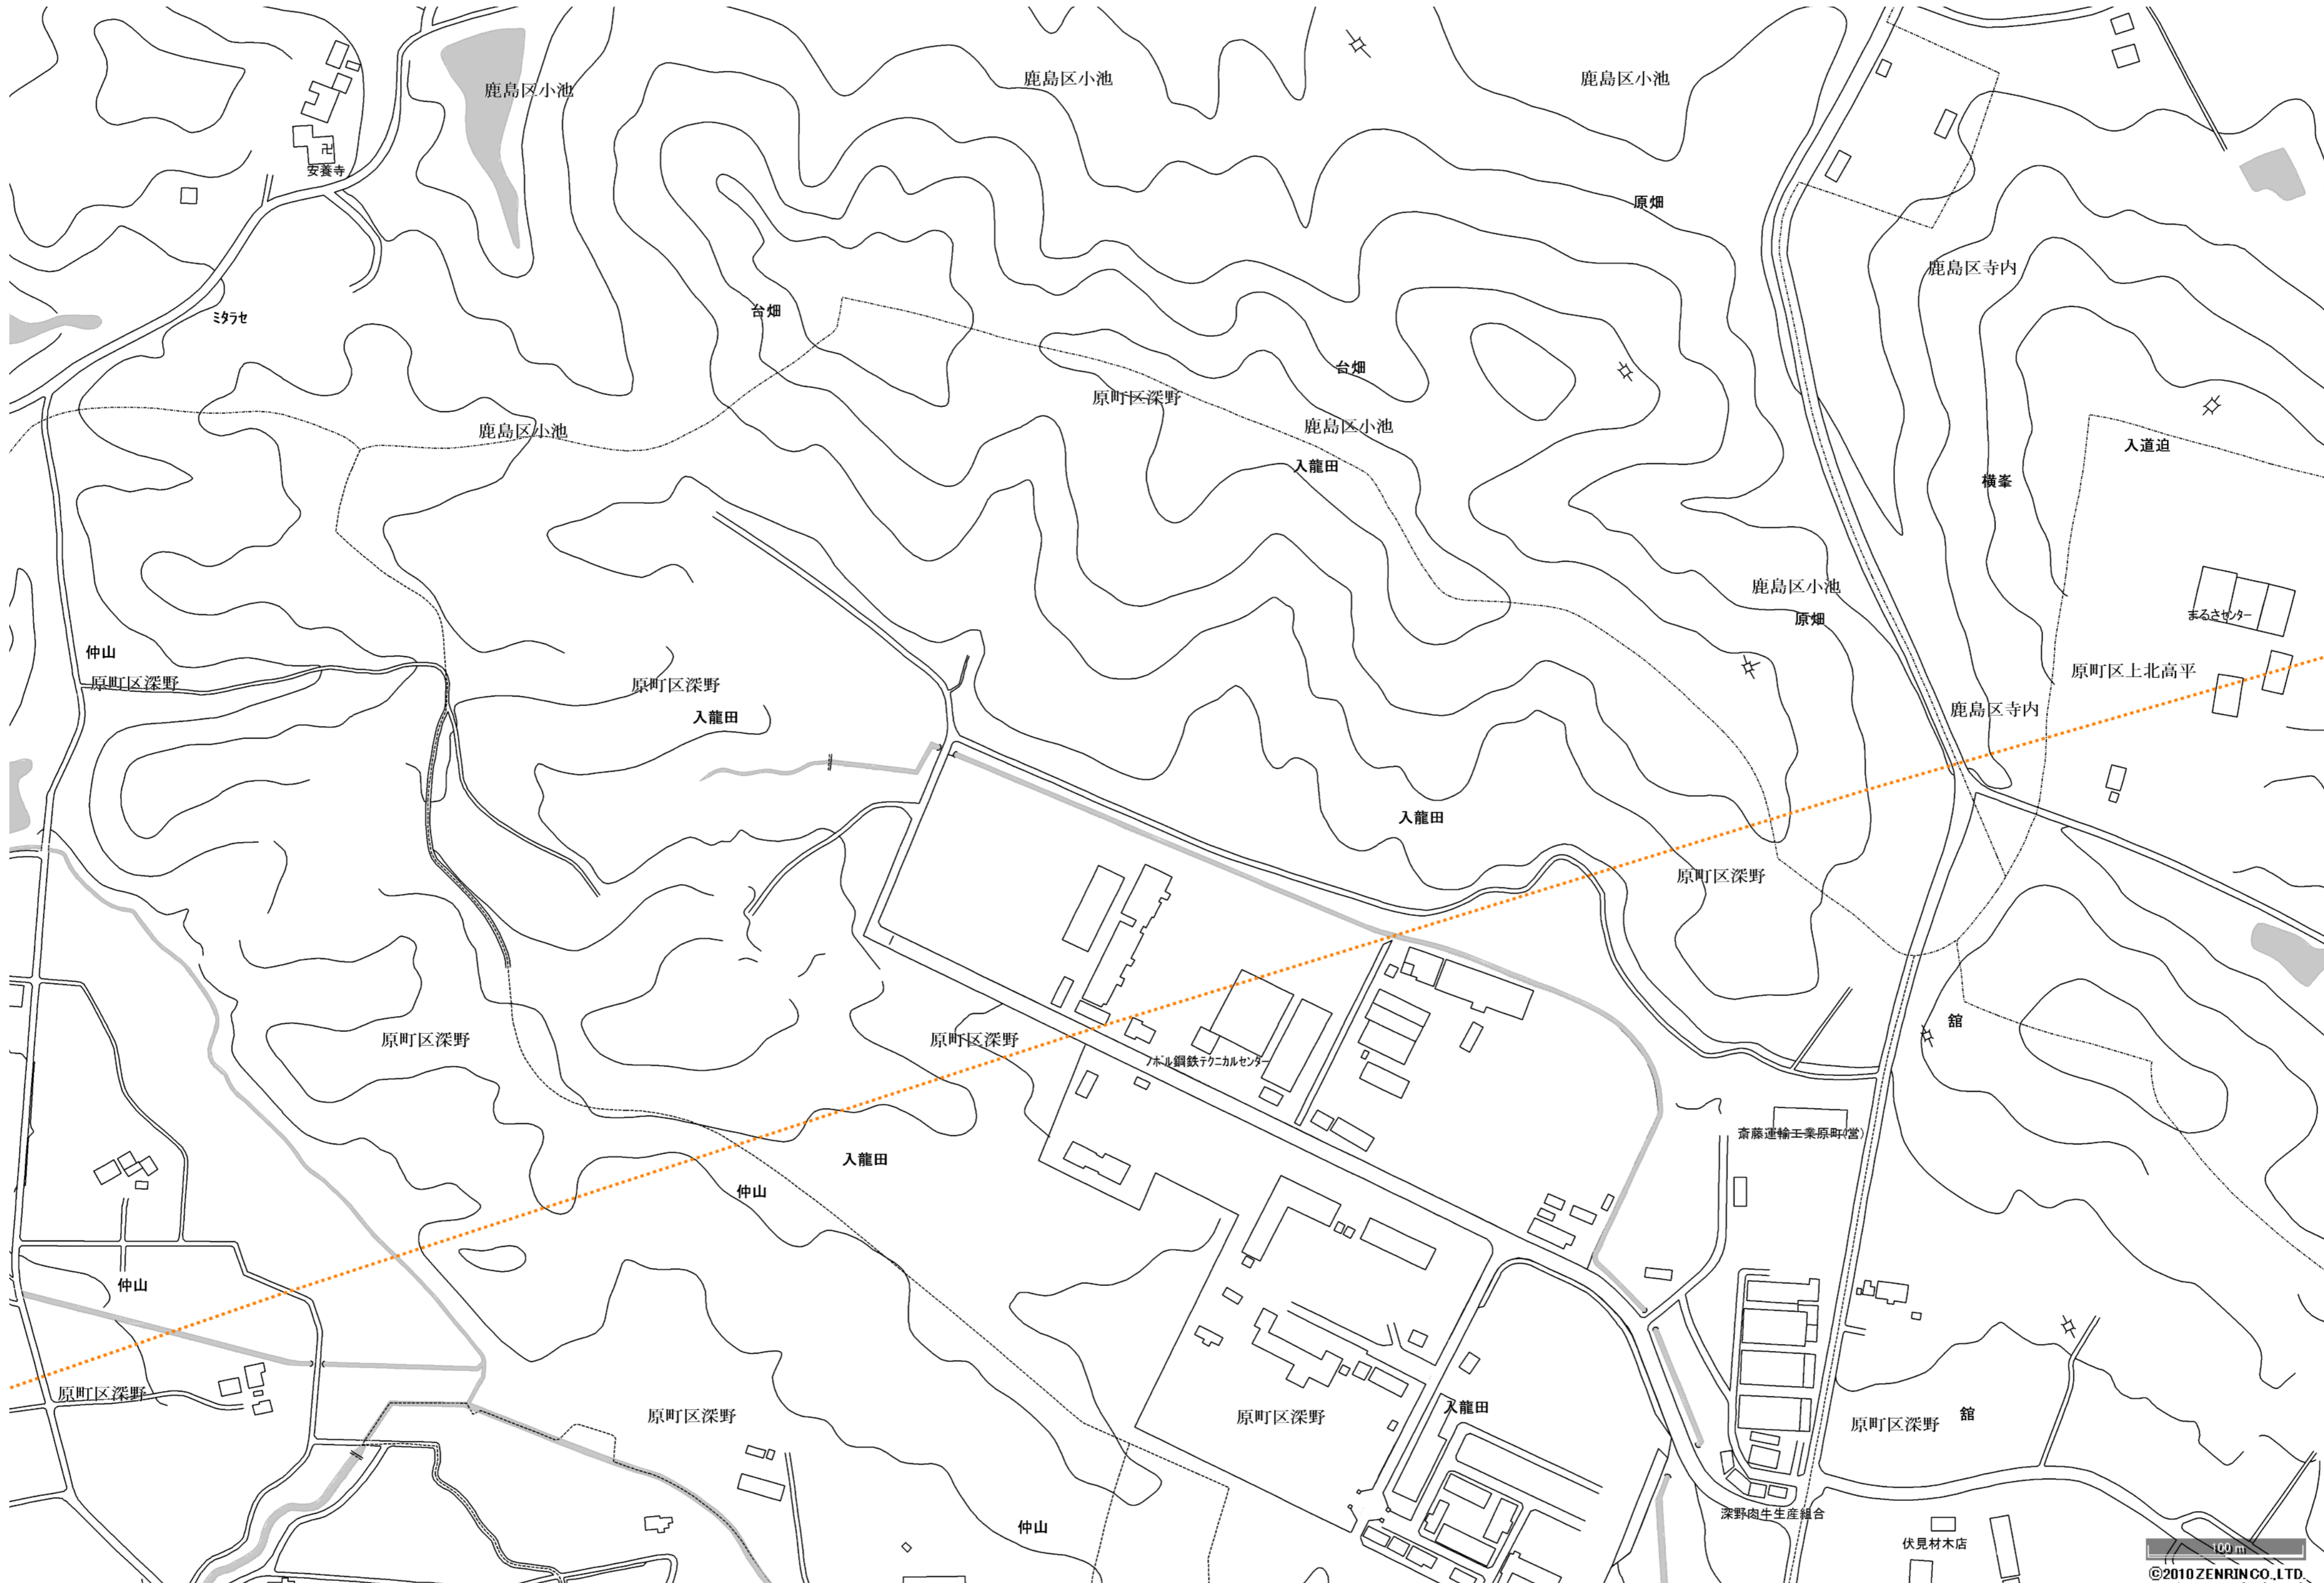 鹿島区小池
鹿島区小池
鹿島区小池
卍
安養寺
原畑
鹿島区寺内
台畑
ミタラセ
台畑
原町区深野
鹿島区小池
鹿島区小池
入道迫
入龍田
横峯
鹿島区小池
まるさセンター
原畑
仲山
原町区上北高平
原町区深野
原町区深野
鹿島区寺内
入龍田
入龍田
原町区深野
舘
原町区深野
原町区深野
ノボル鋼鉄テクニカルセンター
斎藤運輸工業原町(営)
入龍田
仲山
仲山
原町区深野
入龍田
原町区深野
原町区深野
舘
原町区深野
深野肉牛生産組合
仲山
伏見材木店
100 m
©2010 ZENRIN CO., LTD.